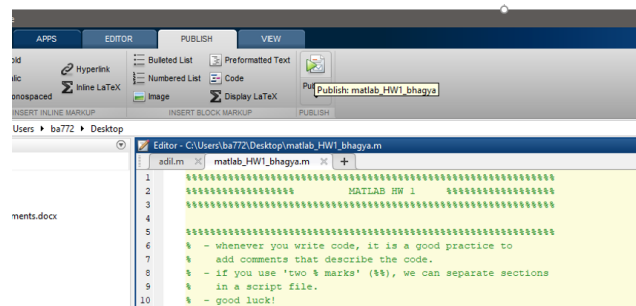 APPS EDITOR PUBLISH VIEW
Bulleted List Preformatted Text
Hyperlink
Numbered List Code
Inline LaTeX
Image Display LaTeX
Publish: matlab_HW1_bhagya
INSERT INLINE MARKUP INSERT BLOCK MARKUP PUBLISH
Users ▸ ba772 ▸ Desktop
Editor - C:\Users\ba772\Desktop\matlab_HW1_bhagya.m
adil.m × matlab_HW1_bhagya.m × +
1 %%%%%%%%%%%%%%%%%%%%%%%%%%%%%%%%%%%%%%%%%%%%%%%%%%%%%%%%%%%%%
2 %%%%%%%%%%%%%%%%%% MATLAB HW 1 %%%%%%%%%%%%%%%%%%
3 %%%%%%%%%%%%%%%%%%%%%%%%%%%%%%%%%%%%%%%%%%%%%%%%%%%%%%%%%%%%%
4
5 %%%%%%%%%%%%%%%%%%%%%%%%%%%%%%%%%%%%%%%%%%%%%%%%%%%%%%%%%%%%%
6 % - whenever you write code, it is a good practice to
7 % add comments that describe the code.
ments.docx
8 % - if you use 'two % marks' (%%), we can separate sections
9 % in a script file.
10 % - good luck!